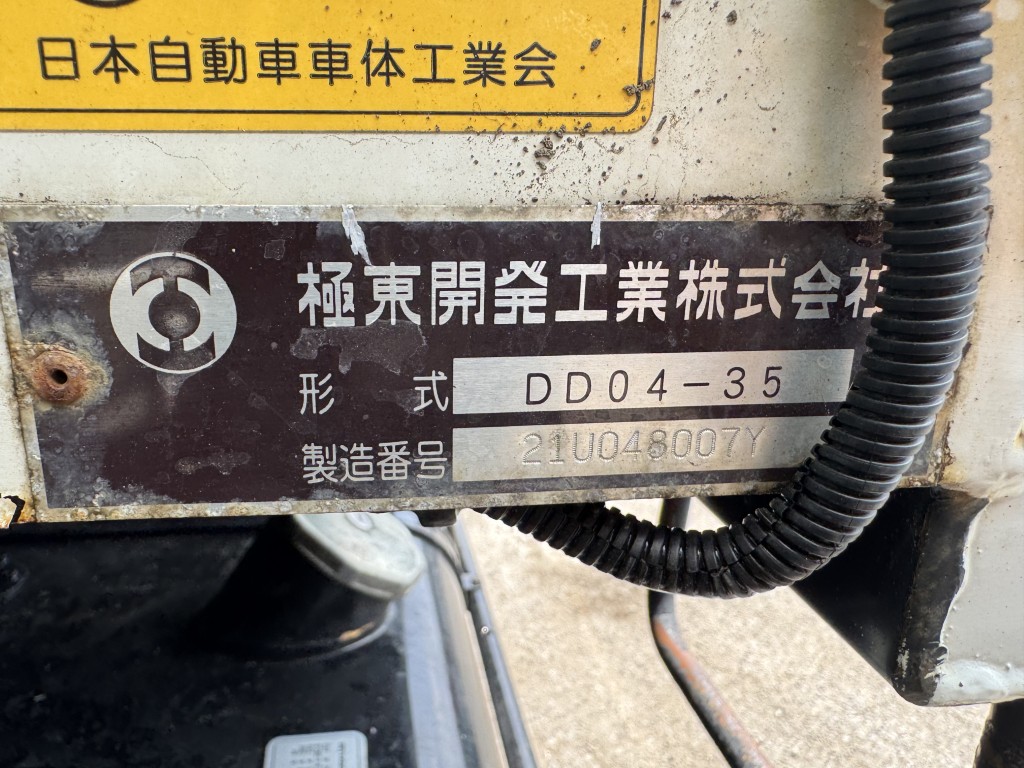 日本自動車車体工業会
極東開発工業株式会社
形 式 DD04-35
製造番号 21U048007Y